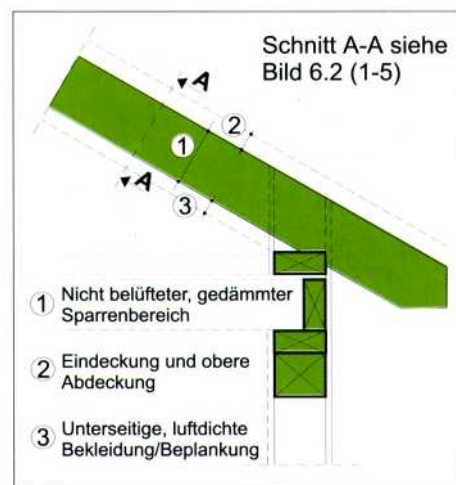 Schnitt A-A siehe
Bild 6.2 (1-5)
A
2
1
A
3
1 Nicht belüfteter, gedämmter
Sparrenbereich
2 Eindeckung und obere
Abdeckung
3 Unterseitige, luftdichte
Bekleidung/Beplankung